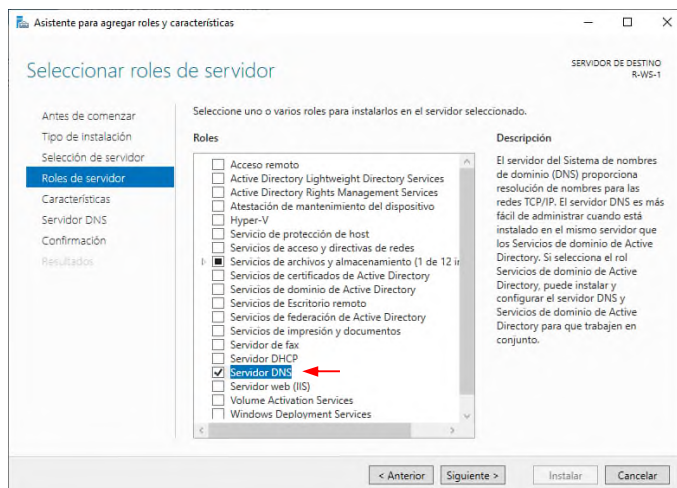 Asistente para agregar roles y características
Seleccionar roles de servidor
SERVIDOR DE DESTINO
R-WS-1
Antes de comenzar
Tipo de instalación
Selección de servidor
Roles de servidor
Características
Servidor DNS
Confirmación
Resultados
Seleccione uno o varios roles para instalarlos en el servidor seleccionado.
Roles
Acceso remoto
Active Directory Lightweight Directory Services
Active Directory Rights Management Services
Atestación de mantenimiento del dispositivo
Hyper-V
Servicio de protección de host
Servicios de acceso y directivas de redes
Servicios de archivos y almacenamiento (1 de 12 in
Servicios de certificados de Active Directory
Servicios de dominio de Active Directory
Servicios de Escritorio remoto
Servicios de federación de Active Directory
Servicios de impresión y documentos
Servidor de fax
Servidor DHCP
Servidor DNS
Servidor web (IIS)
Volume Activation Services
Windows Deployment Services
Descripción
El servidor del Sistema de nombres
de dominio (DNS) proporciona
resolución de nombres para las
redes TCP/IP. El servidor DNS es más
fácil de administrar cuando está
instalado en el mismo servidor que
los Servicios de dominio de Active
Directory. Si selecciona el rol
Servicios de dominio de Active
Directory, puede instalar y
configurar el servidor DNS y
Servicios de dominio de Active
Directory para que trabajen en
conjunto.
< Anterior
Siguiente >
Instalar
Cancelar